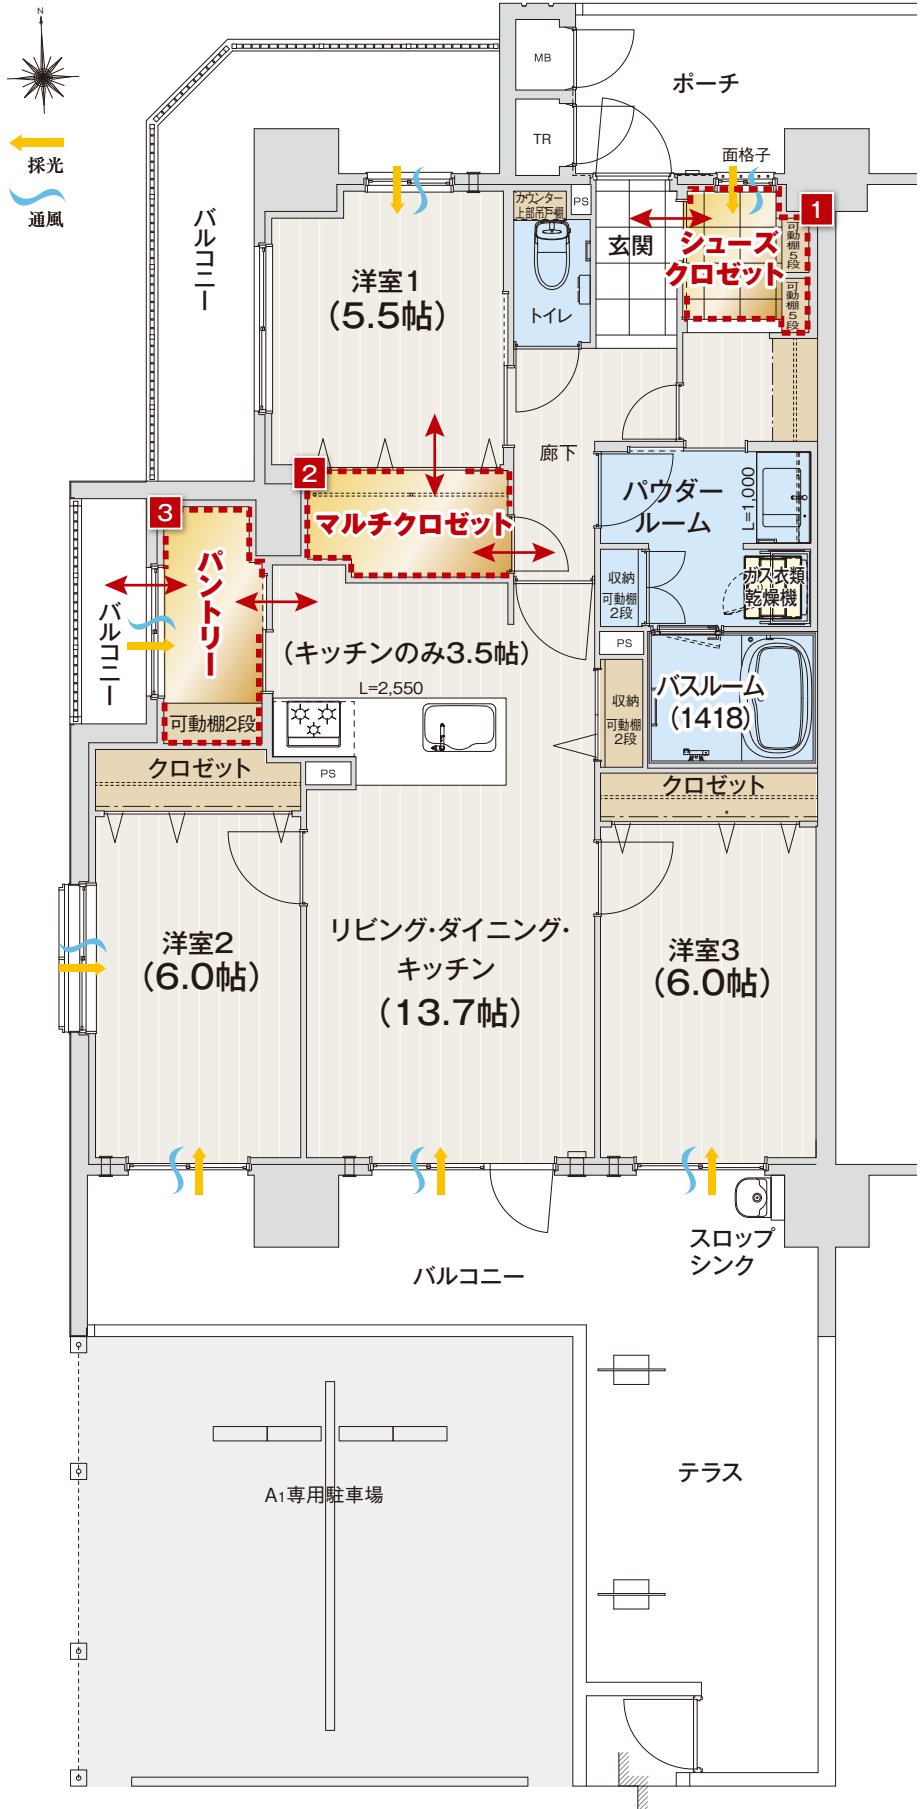 N
採光
通風
MB
TR
ポーチ
面格子
バルコニー
カウンター
上部吊戸棚
PS
玄関
シューズ
クロゼット
1
可動棚5段
可動棚5段
洋室1
(5.5帖)
トイレ
廊下
2
マルチクロゼット
パウダー
ルーム
L=1,000
3
パントリー
バルコニー
収納
可動棚
2段
ガス衣類
乾燥機
(キッチンのみ3.5帖)
L=2,550
PS
バスルーム
(1418)
収納
可動棚
2段
可動棚2段
クロゼット
PS
クロゼット
リビング・ダイニング・
キッチン
(13.7帖)
洋室2
(6.0帖)
洋室3
(6.0帖)
スロップ
シンク
バルコニー
テラス
A1専用駐車場